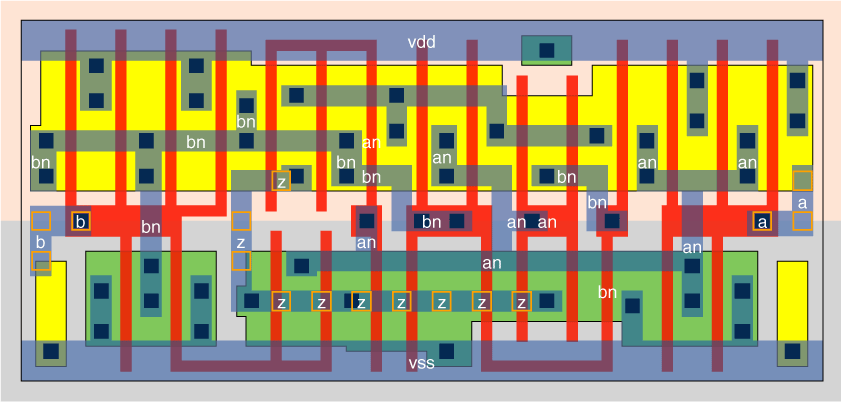 vdd
bn
bn bn an
bn bn bn an an an
z bn bn
b bn z an bn an an a a
b z an an bn
z z z z z z z
vss